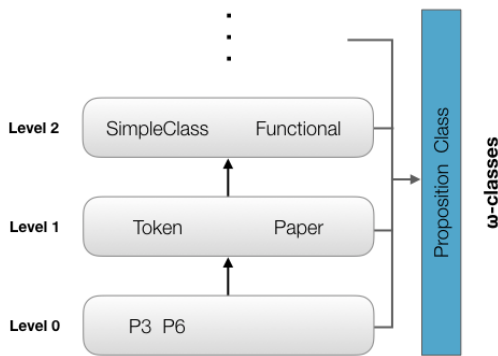 Level 2
SimpleClass Functional
Level 1
Token Paper
Level 0
P3 P6
Proposition Class
ω-classes